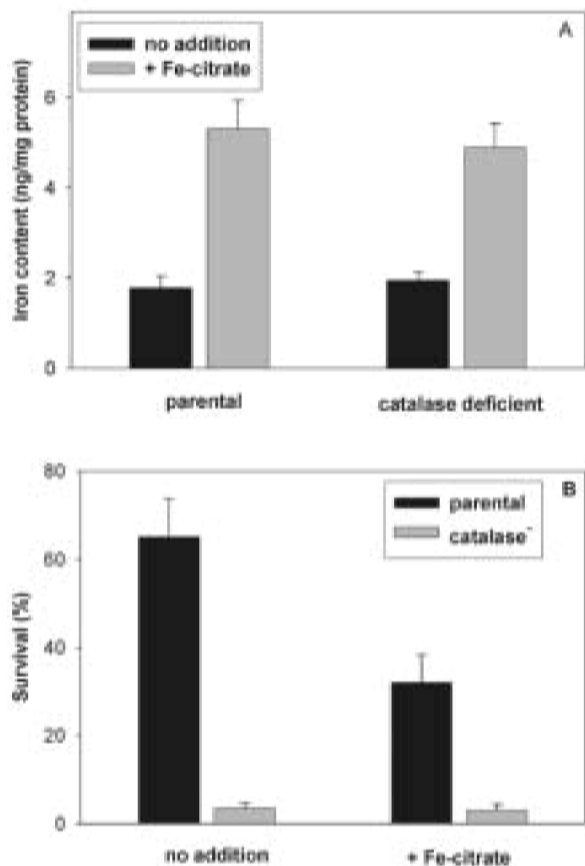 A
no addition
+ Fe-citrate
Iron content (ng/mg protein)
6
4
2
0
parental catalase deficient
B
parental
catalase⁻
Survival (%)
80
60
40
20
0
no addition + Fe-citrate